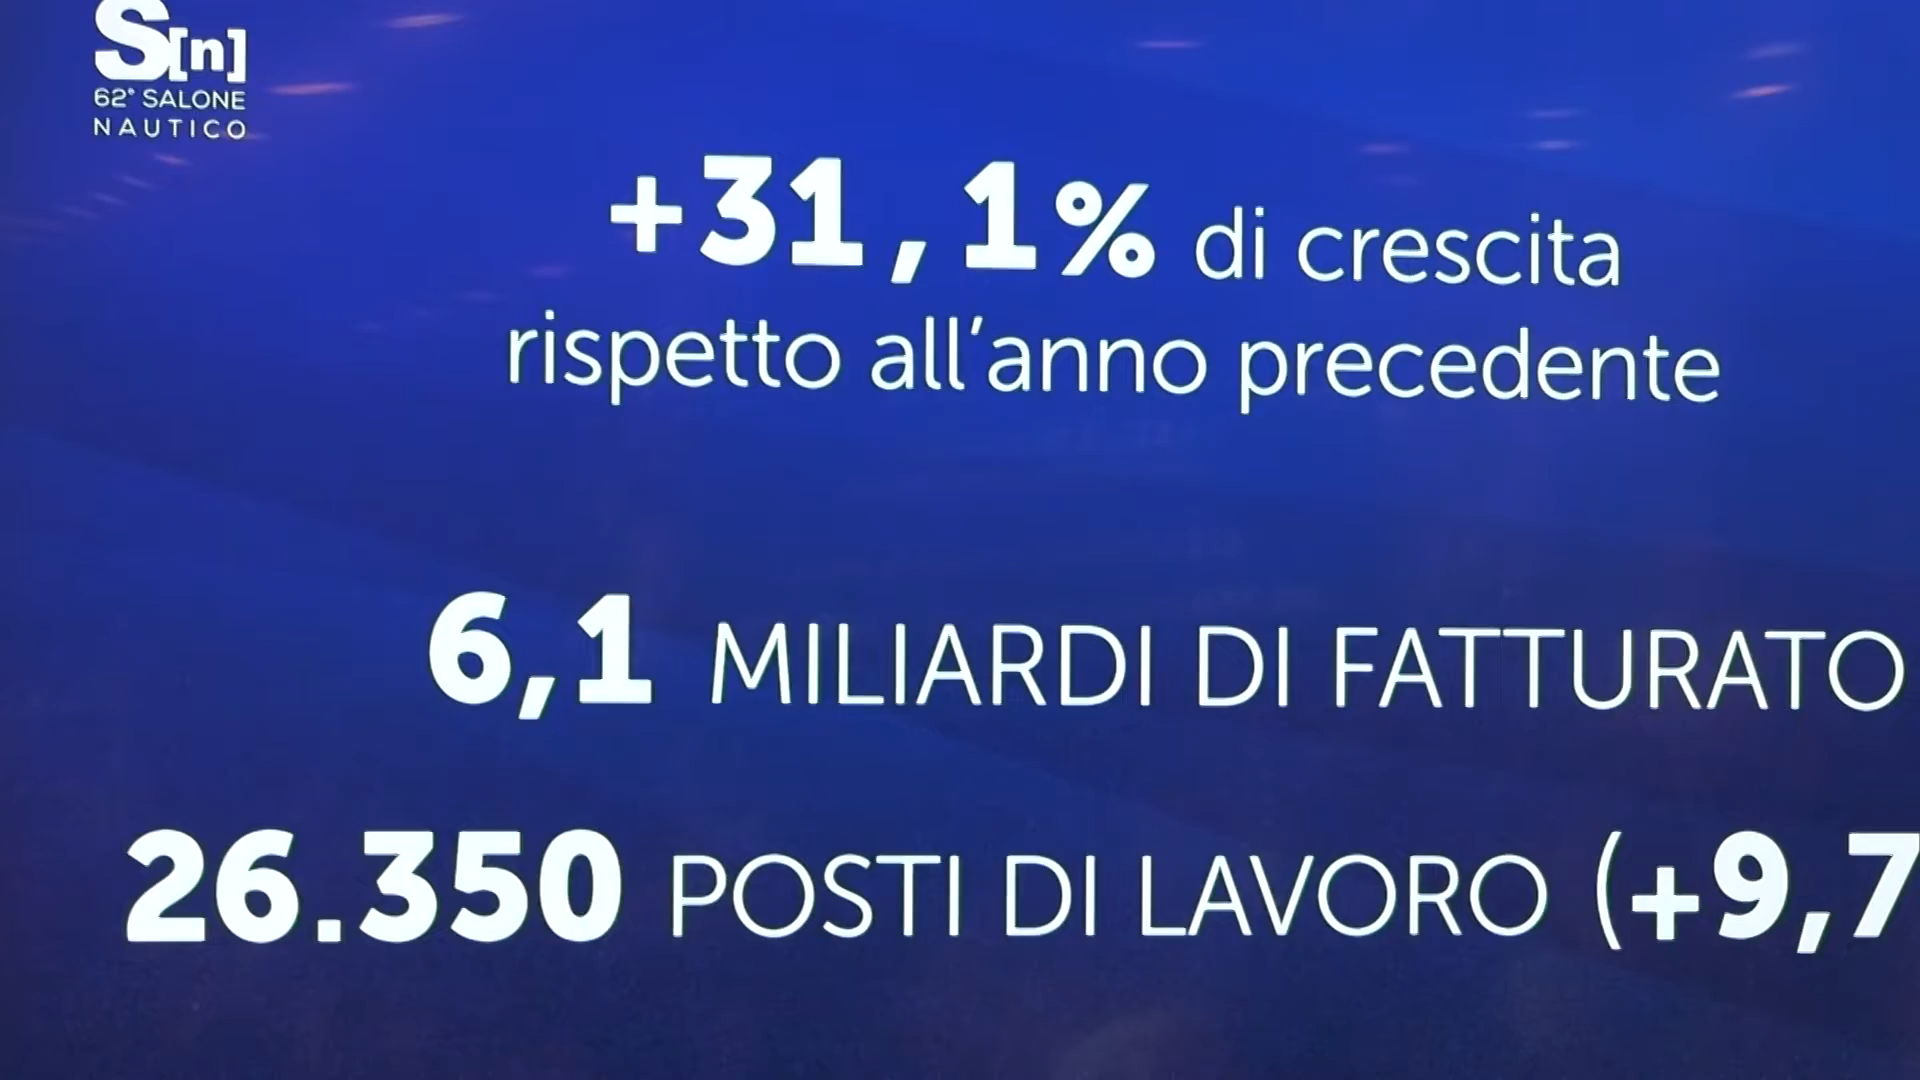 S[n]
62° SALONE
NAUTICO
+31,1% di crescita
rispetto all'anno precedente
6,1 MILIARDI DI FATTURATO
26.350 POSTI DI LAVORO (+9,7